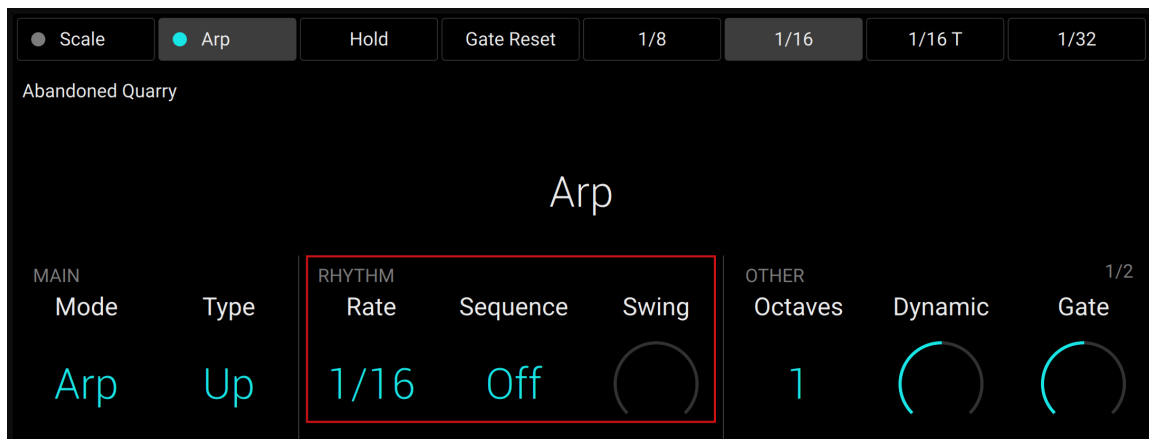 Scale Arp Hold Gate Reset 1/8 1/16 1/16 T 1/32
Abandoned Quarry
Arp
MAIN RHYTHM OTHER 1/2
Mode Type Rate Sequence Swing Octaves Dynamic Gate
Arp Up 1/16 Off 1